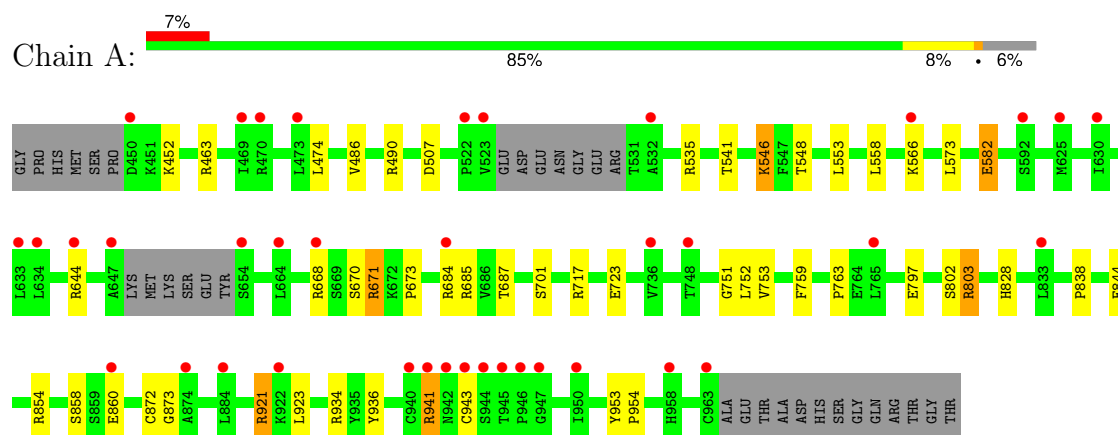 7%
Chain A:
85% 8% • 6%
GLY PRO HIS MET SER PRO D450 K451 K452 R463 I469 R470 L473 L474 V486 R490 D507 P522 V523 GLU ASP GLU ASN GLY GLU ARG T531 A532 R535 T541 K546 F547 T548 L553 L558 K566 L573 E582 S592 M625 I630
L633 L634 R644 A647 LYS MET LYS SER GLU TYR S654 L664 R668 S669 S670 R671 K672 P673 R684 R685 V686 T687 S701 R717 E723 V736 T748 G751 L752 V753 F759 P763 E764 L765 E797 S802 R803 H828 L833 P838
R854 S858 S859 E860 C872 G873 A874 L884 R921 K922 L923 R934 Y935 Y936 C940 R941 N942 C943 S944 T945 P946 G947 I950 Y953 P954 H958 C963 ALA GLU THR ALA ASP HIS SER GLY GLN ARG THR GLY THR